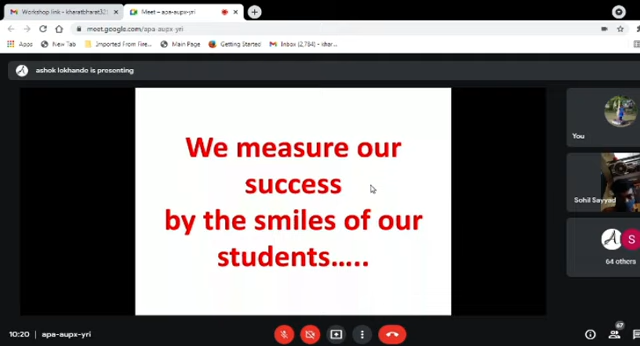 Workshop link - kharatbharat32
Meet – apa-aupx-yri
meet.google.com/apa-aupx-yri
Apps
New Tab
Imported From Fire...
Main Page
Getting Started
Inbox (2,784) - khar...
ashok lokhande is presenting
We measure our
success
by the smiles of our
students.....
You
Sohil Sayyad
A
S
64 others
10:20 | apa-aupx-yri
67